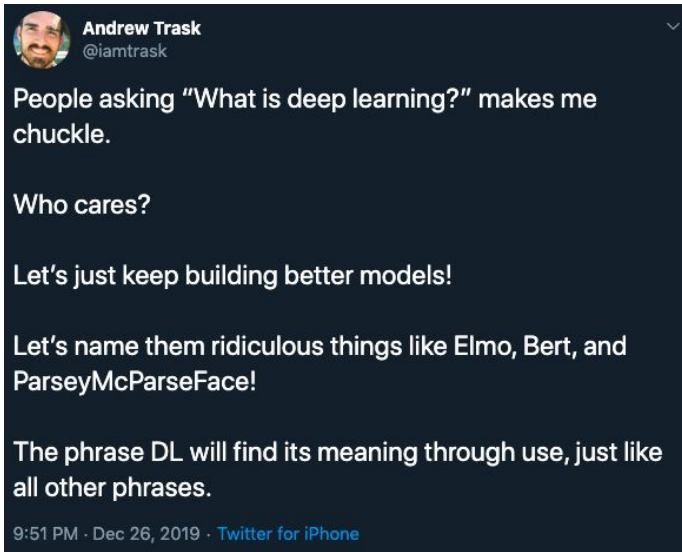 Andrew Trask
@iamtrask
People asking “What is deep learning?” makes me
chuckle.
Who cares?
Let’s just keep building better models!
Let’s name them ridiculous things like Elmo, Bert, and
ParseyMcParseFace!
The phrase DL will find its meaning through use, just like
all other phrases.
9:51 PM · Dec 26, 2019 · Twitter for iPhone